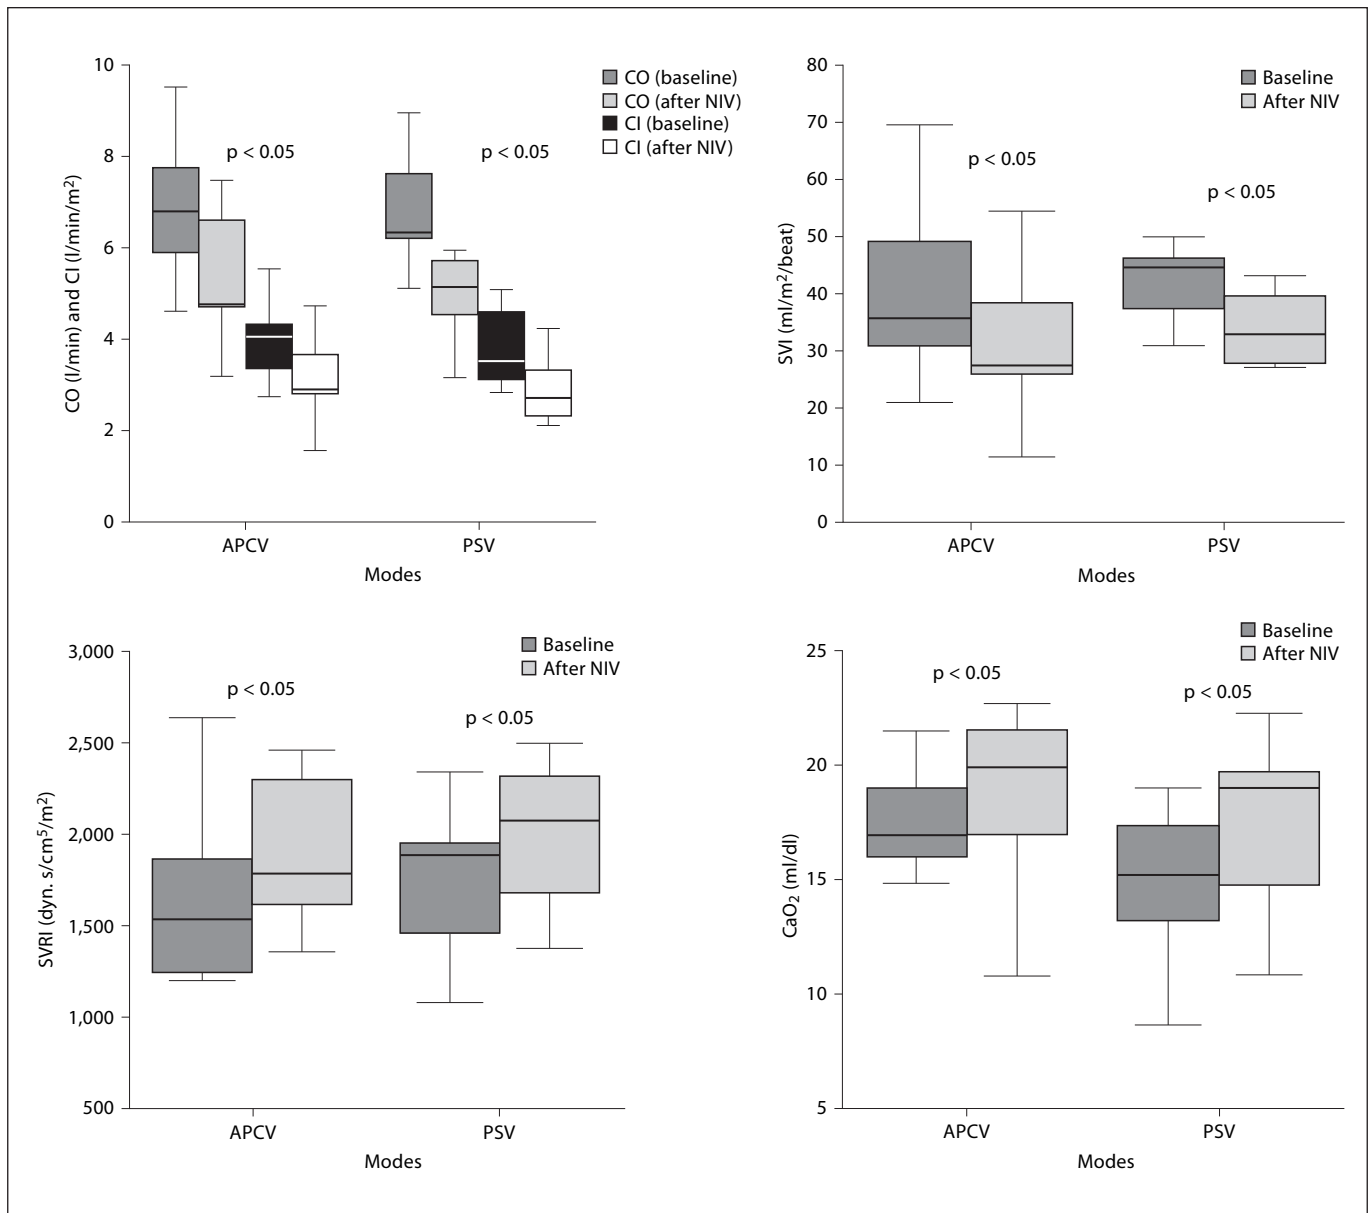 CO (l/min) and CI (l/min/m²)
10
8
6
4
2
0
p < 0.05
p < 0.05
CO (baseline)
CO (after NIV)
CI (baseline)
CI (after NIV)
APCV
PSV
Modes
SVI (ml/m²/beat)
80
70
60
50
40
30
20
10
0
p < 0.05
p < 0.05
Baseline
After NIV
APCV
PSV
Modes
SVRI (dyn. s/cm⁵/m²)
3,000
2,500
2,000
1,500
1,000
500
p < 0.05
p < 0.05
Baseline
After NIV
APCV
PSV
Modes
CaO₂ (ml/dl)
25
20
15
10
5
p < 0.05
p < 0.05
Baseline
After NIV
APCV
PSV
Modes